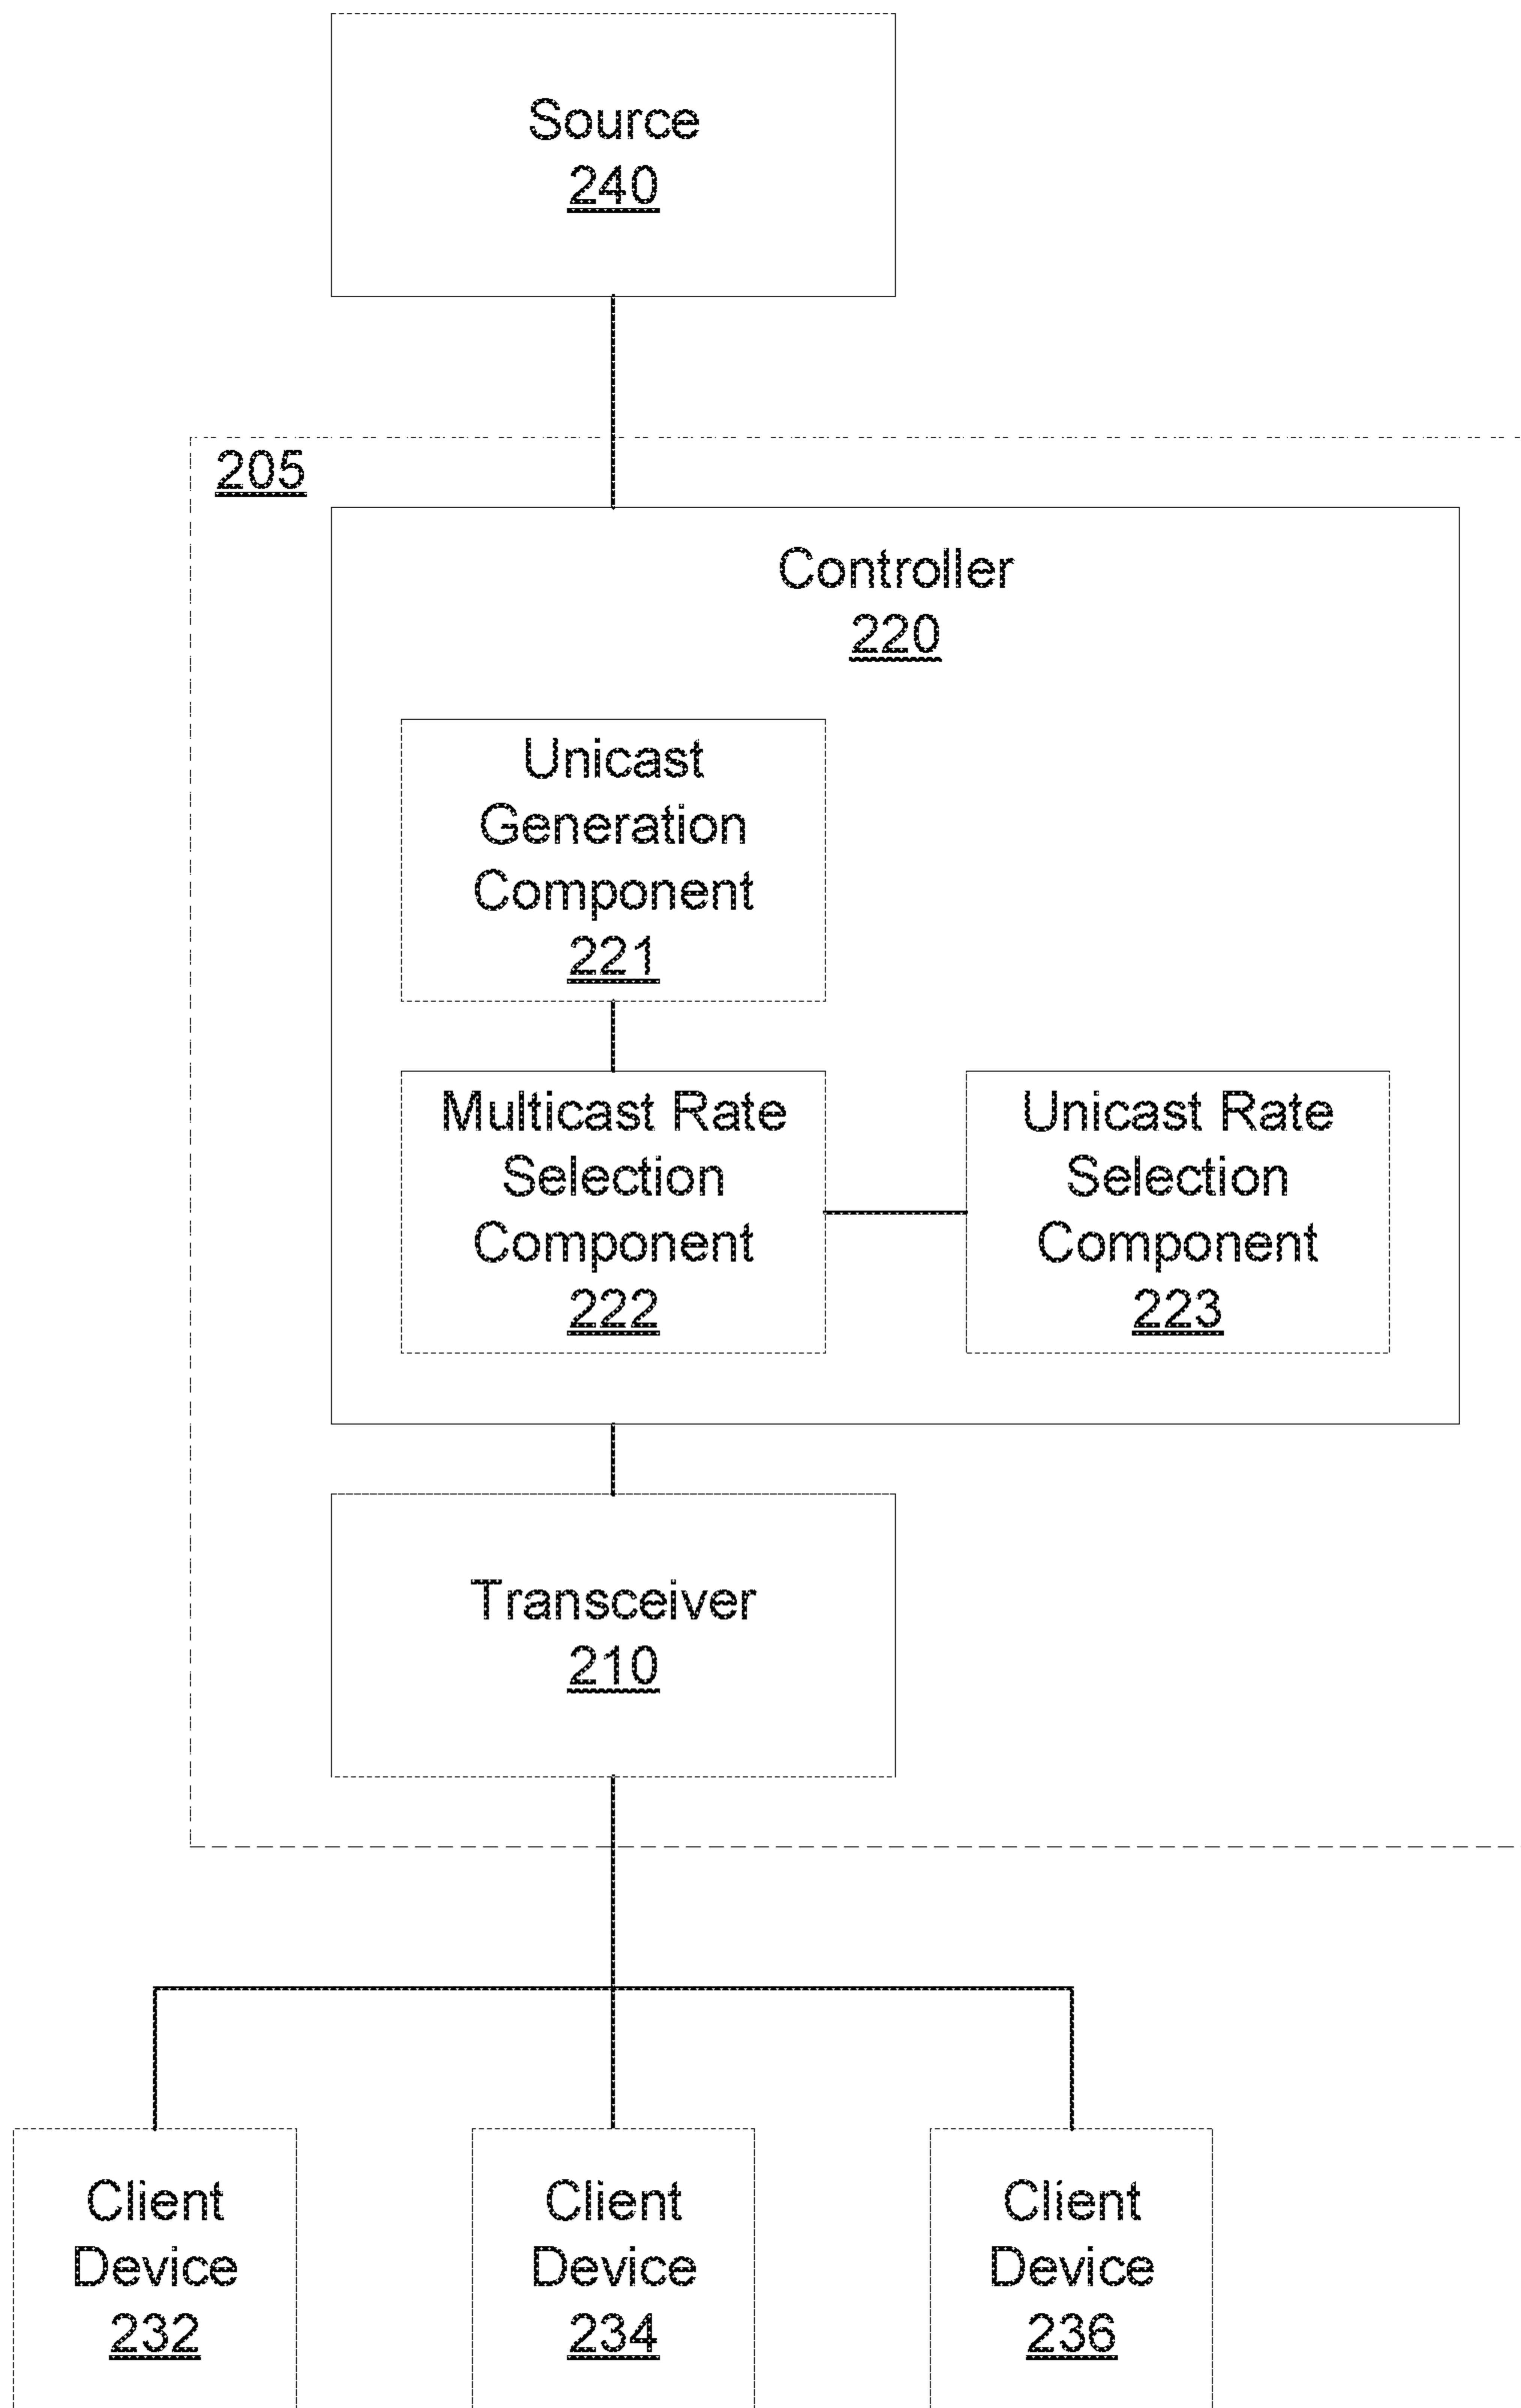 Source
240
205
Controller
220
Unicast
Generation
Component
221
Multicast Rate
Selection
Component
222
Unicast Rate
Selection
Component
223
Transceiver
210
Client
Device
232
Client
Device
234
Client
Device
236